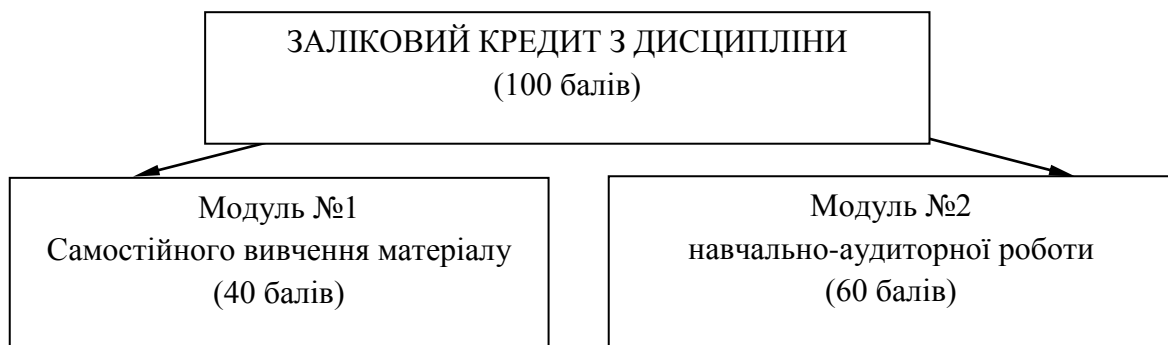 ЗАЛІКОВИЙ КРЕДИТ З ДИСЦИПЛІНИ
(100 балів)
Модуль №1
Самостійного вивчення матеріалу
(40 балів)
Модуль №2
навчально-аудиторної роботи
(60 балів)